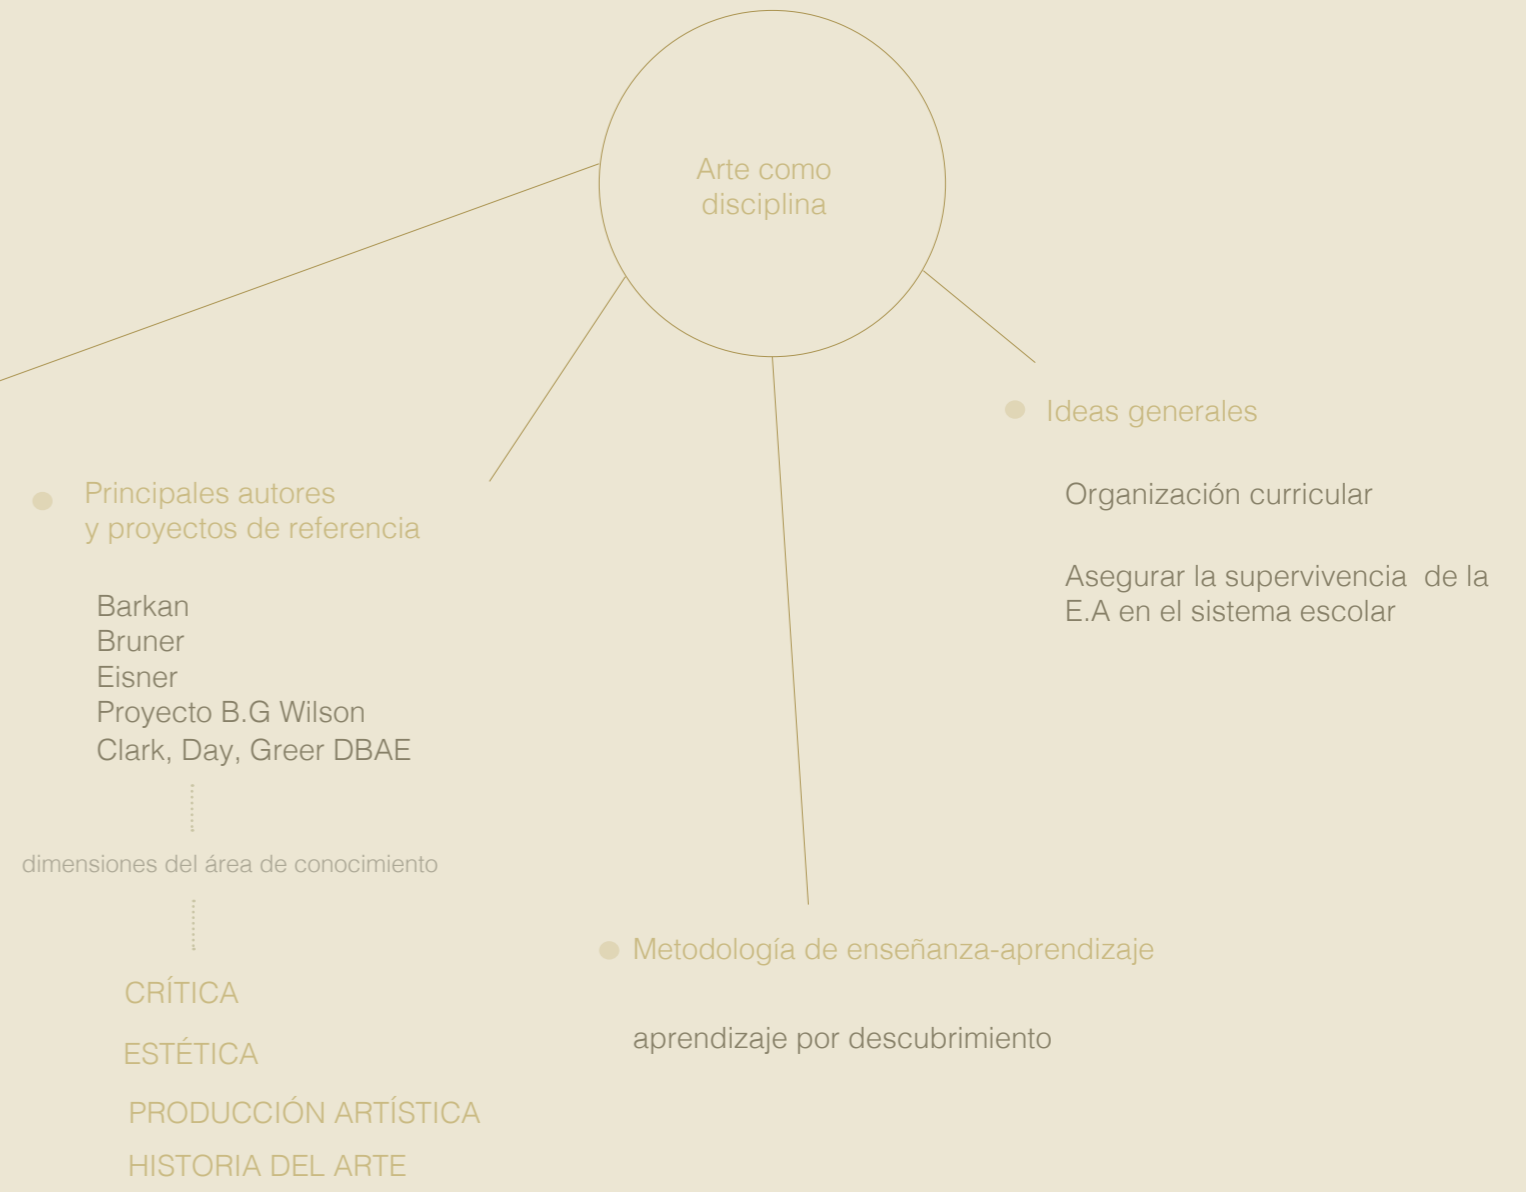 Arte como
disciplina
Principales autores
y proyectos de referencia
Barkan
Bruner
Eisner
Proyecto B.G Wilson
Clark, Day, Greer DBAE
dimensiones del área de conocimiento
CRÍTICA
ESTÉTICA
PRODUCCIÓN ARTÍSTICA
HISTORIA DEL ARTE
Metodología de enseñanza-aprendizaje
aprendizaje por descubrimiento
Ideas generales
Organización curricular
Asegurar la supervivencia  de la
E.A en el sistema escolar